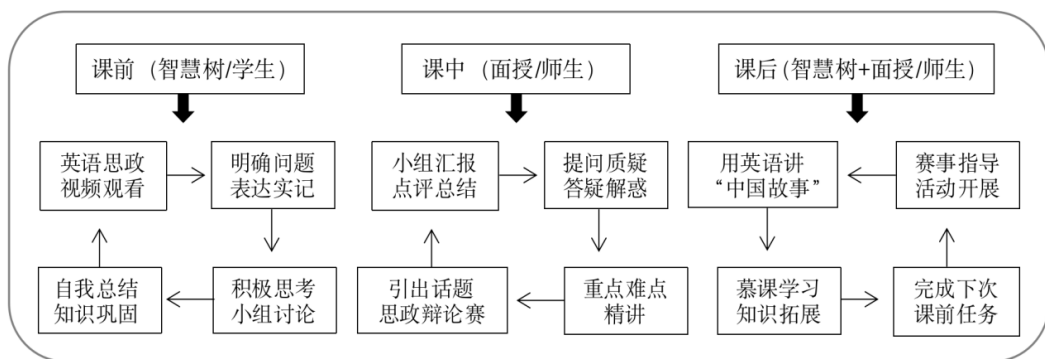 课前（智慧树/学生）
英语思政
视频观看
明确问题
表达实记
自我总结
知识巩固
积极思考
小组讨论
课中（面授/师生）
小组汇报
点评总结
提问质疑
答疑解惑
引出话题
思政辩论赛
重点难点
精讲
课后(智慧树+面授/师生)
用英语讲
“中国故事”
赛事指导
活动开展
慕课学习
知识拓展
完成下次
课前任务